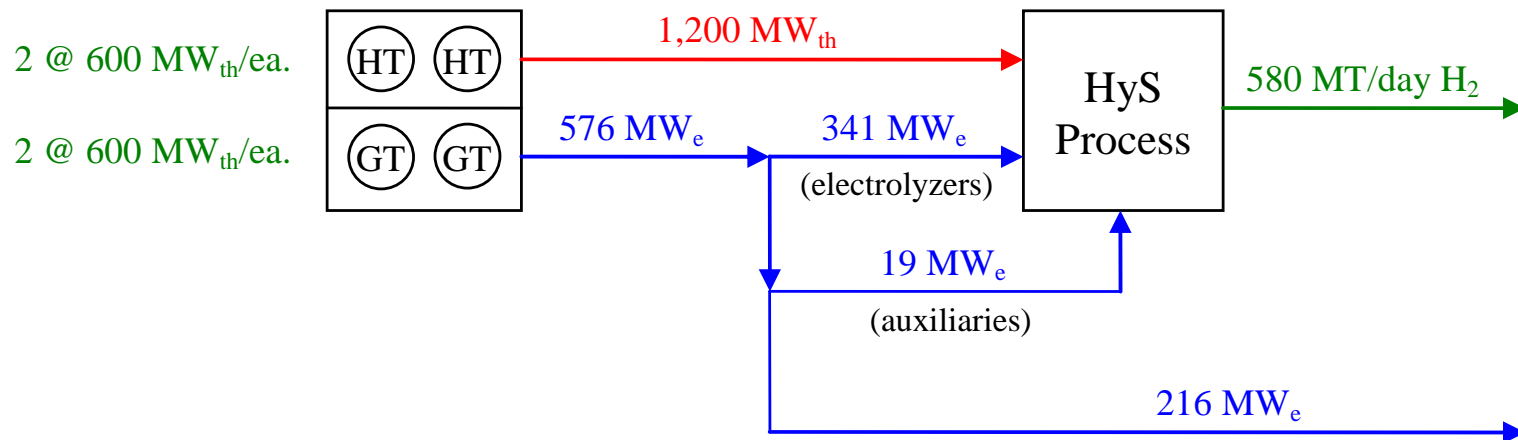 2 @ 600 MWth/ea.
HT HT
1,200 MWth
HyS
Process
580 MT/day H2
2 @ 600 MWth/ea.
GT GT
576 MWe
341 MWe
(electrolyzers)
19 MWe
(auxiliaries)
216 MWe